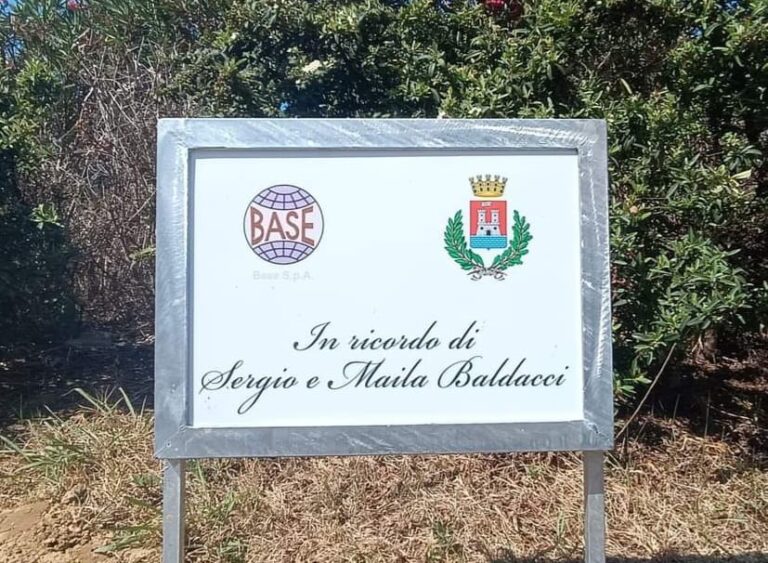 BASE
Base S.p.A.
In ricordo di
Sergio e Maila Baldacci